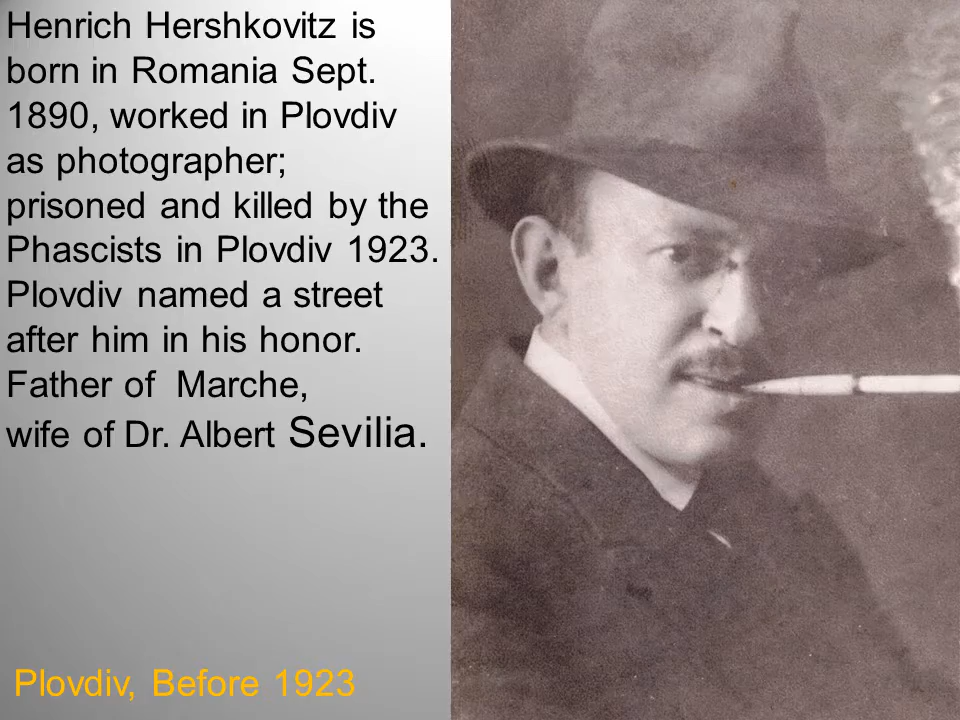 Henrich Hershkovitz is
born in Romania Sept.
1890, worked in Plovdiv
as photographer;
prisoned and killed by the
Phascists in Plovdiv 1923.
Plovdiv named a street
after him in his honor.
Father of Marche,
wife of Dr. Albert Sevilia.
Plovdiv, Before 1923